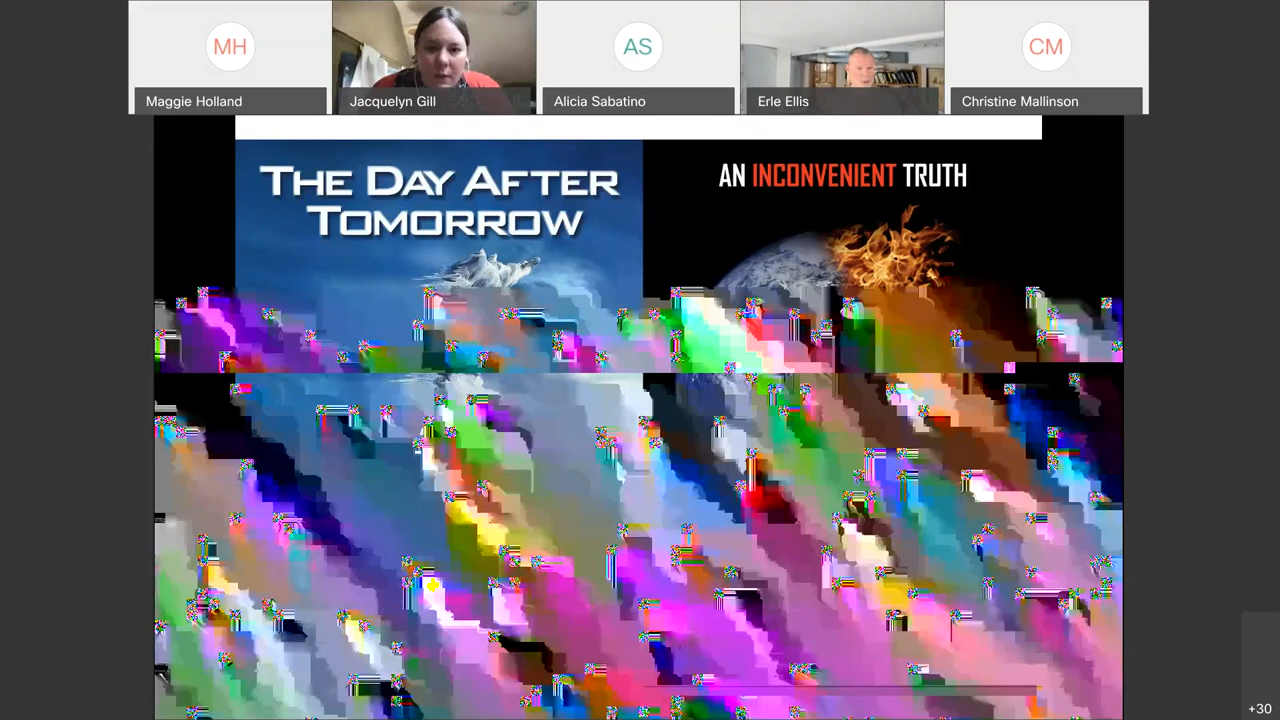 MH
AS
CM
Maggie Holland
Jacquelyn Gill
Alicia Sabatino
Erle Ellis
Christine Mallinson
THE DAY AFTER
TOMORROW
AN INCONVENIENT TRUTH
+30